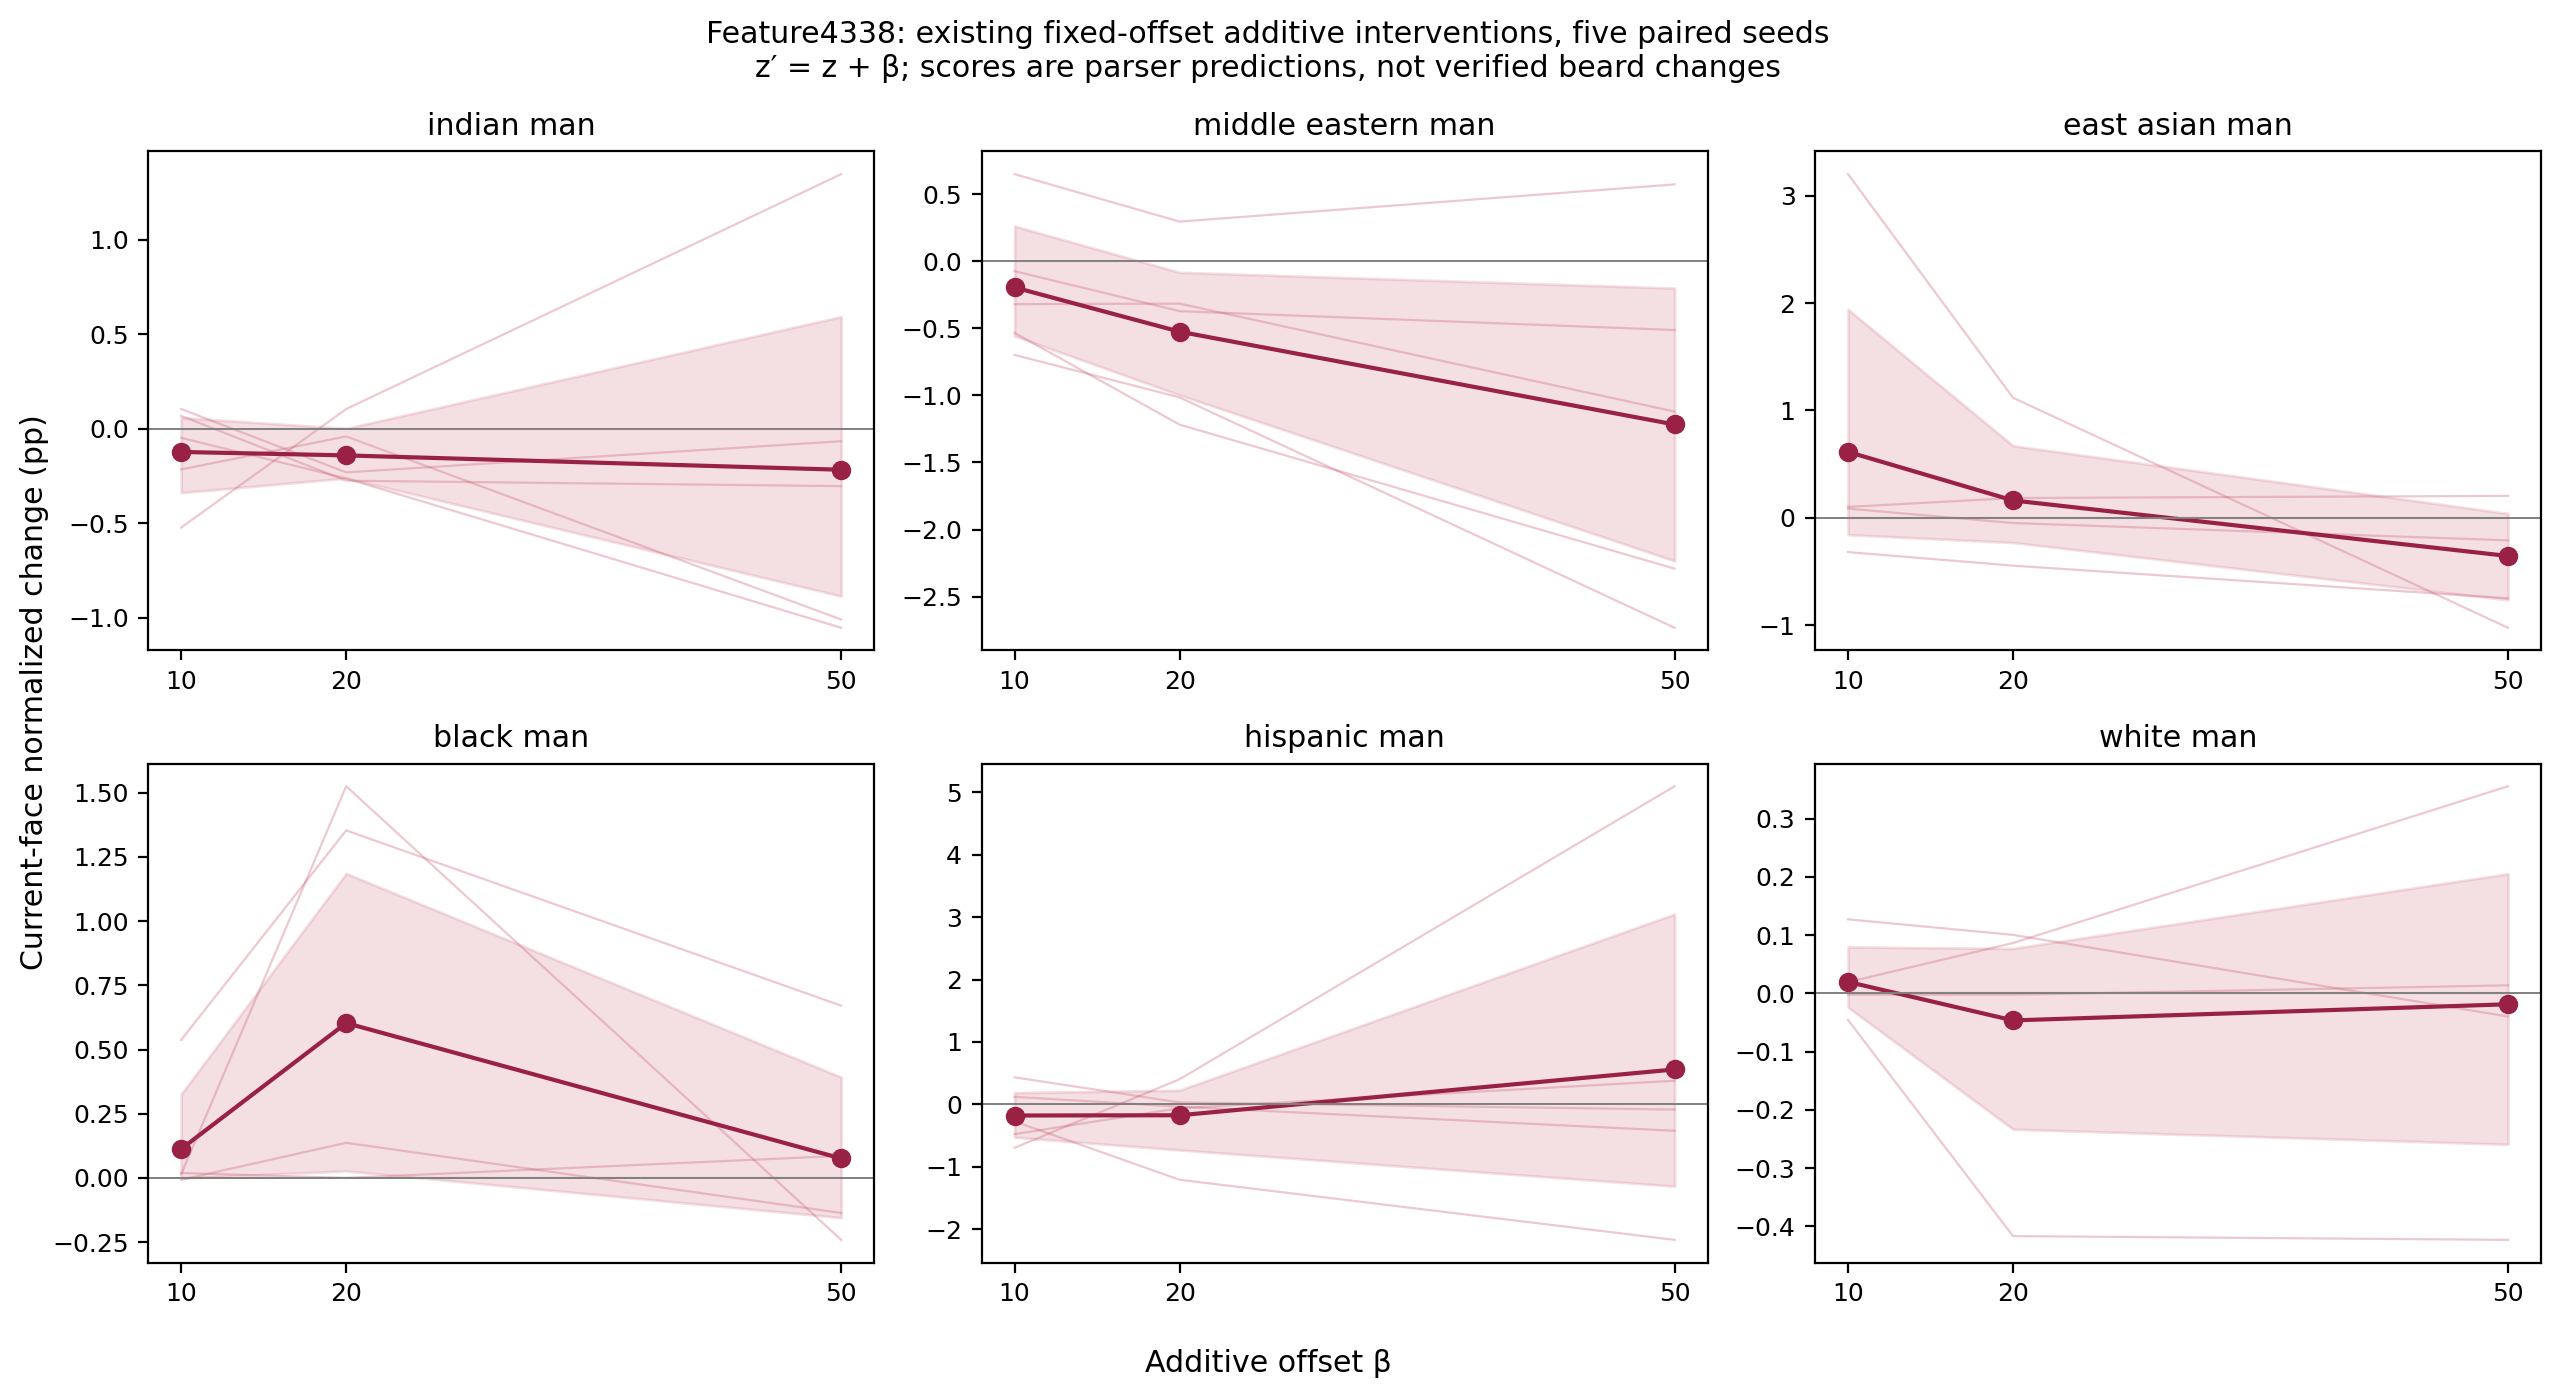 Feature4338: existing fixed-offset additive interventions, five paired seeds
z′ = z + β; scores are parser predictions, not verified beard changes
Current-face normalized change (pp)
indian man
1.0
0.5
0.0
−0.5
−1.0
10 20 50
middle eastern man
0.5
0.0
−0.5
−1.0
−1.5
−2.0
−2.5
10 20 50
east asian man
3
2
1
0
−1
10 20 50
black man
1.50
1.25
1.00
0.75
0.50
0.25
0.00
−0.25
10 20 50
hispanic man
5
4
3
2
1
0
−1
−2
10 20 50
white man
0.3
0.2
0.1
0.0
−0.1
−0.2
−0.3
−0.4
10 20 50
Additive offset β